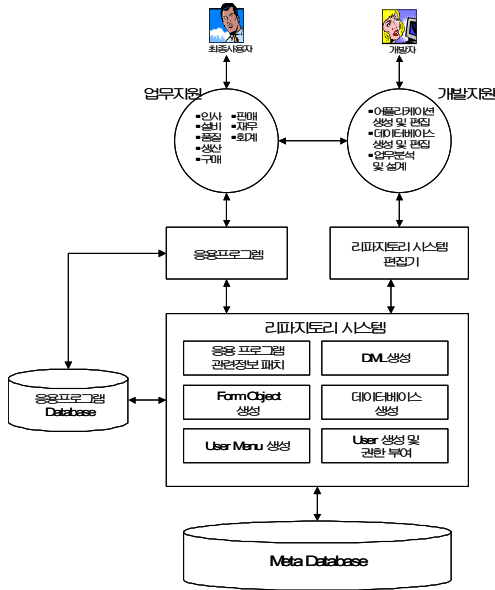 최종사용자
개발자
업무지원
개발지원
▪인사 ▪판매
▪설비 ▪재무
▪품질 ▪회계
▪생산
▪구매
▪어플리케이션
생성 및 편집
▪데이터베이스
생성 및 편집
▪업무분석
및 설계
응용프로그램
리파지토리 시스템
편집기
리파지토리 시스템
응용 프로그램
관련정보 패치
DML생성
Form Object
생성
데이터베이스
생성
User Menu 생성
User 생성 및
권한 부여
응용프로그램
Database
Meta Database